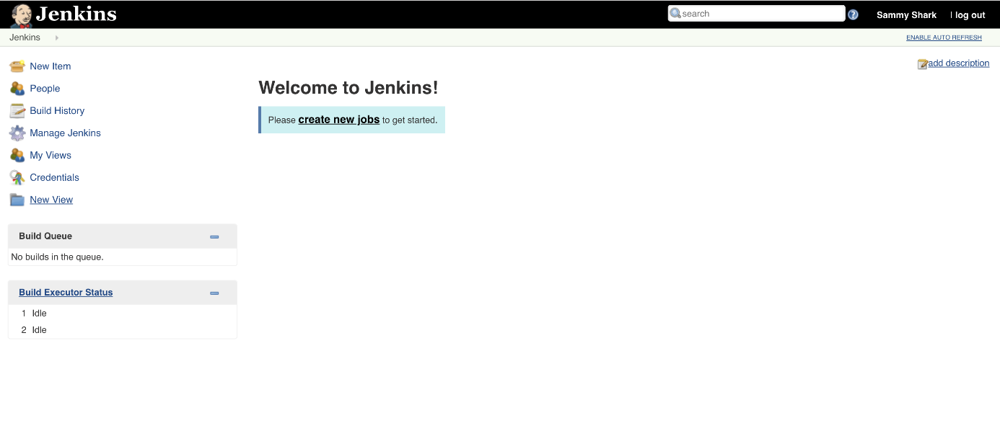 Jenkins
search
?
Sammy Shark
| log out
Jenkins
ENABLE AUTO REFRESH
New Item
People
Build History
Manage Jenkins
My Views
Credentials
New View
add description
Welcome to Jenkins!
Please create new jobs to get started.
Build Queue
No builds in the queue.
Build Executor Status
1 Idle
2 Idle